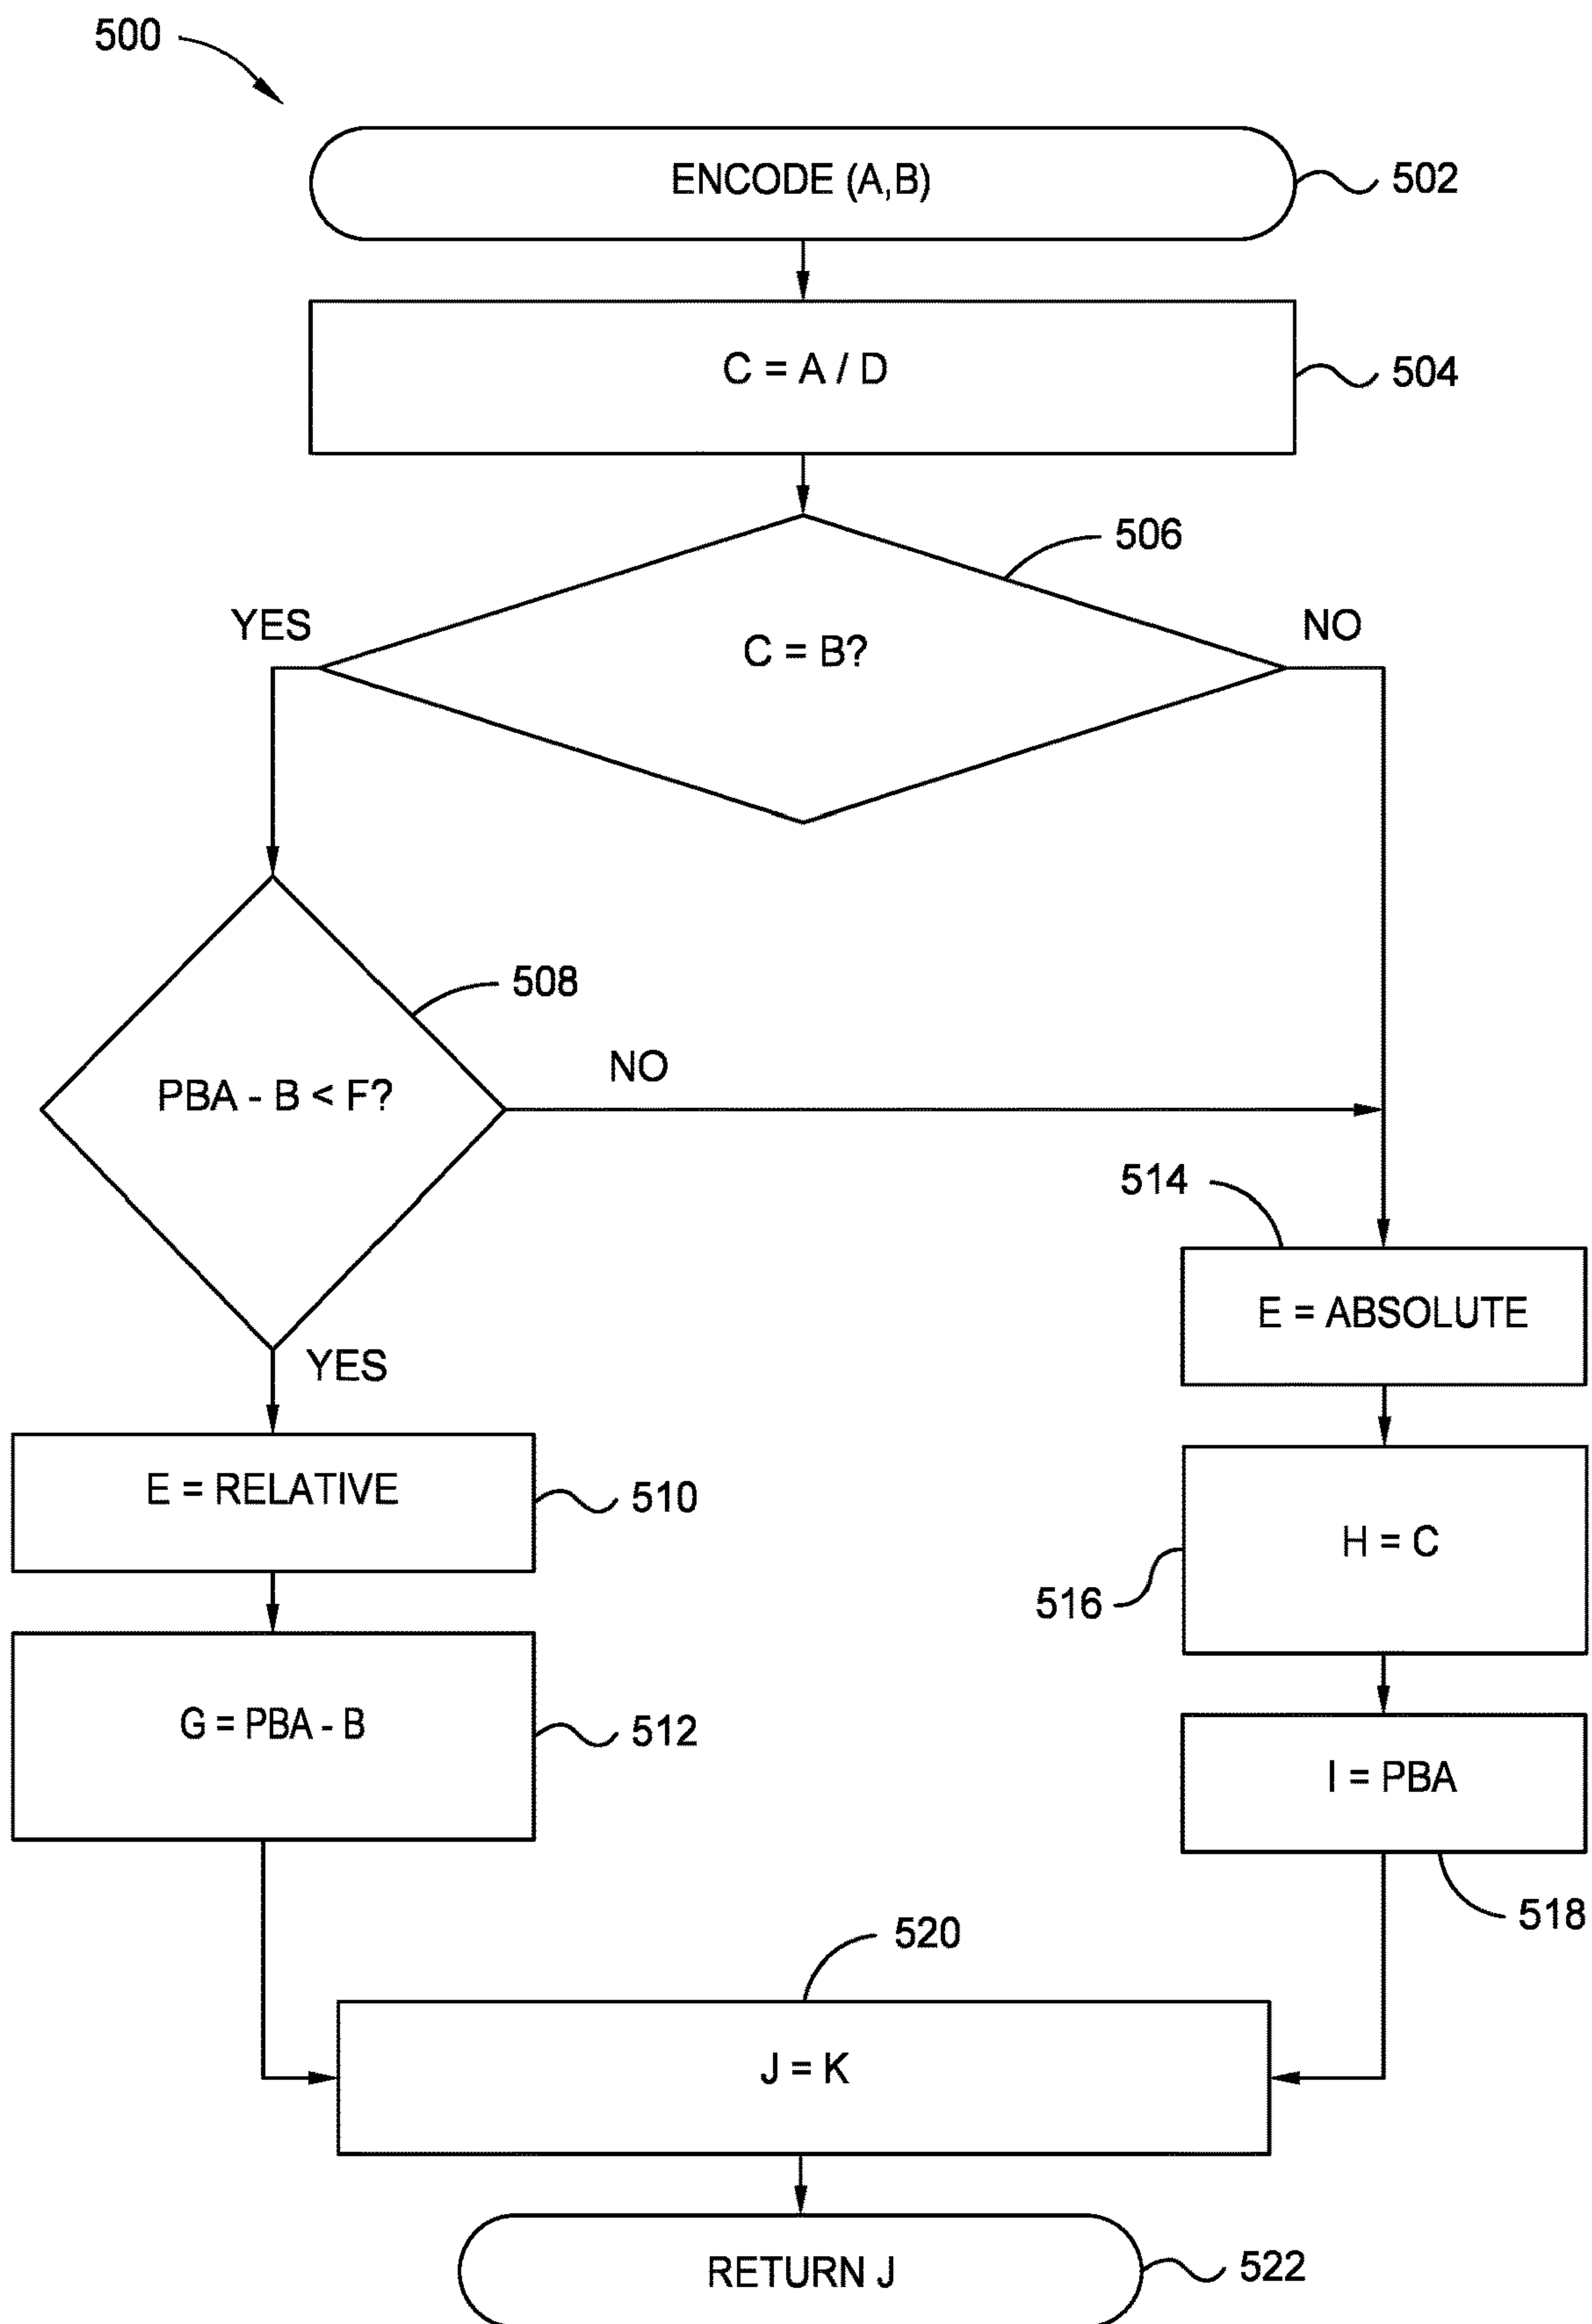 500
ENCODE (A,B)
502
C = A / D
504
506
YES
C = B?
NO
508
PBA - B < F?
NO
514
E = ABSOLUTE
YES
E = RELATIVE
510
H = C
516
G = PBA - B
512
I = PBA
518
520
J = K
RETURN J
522